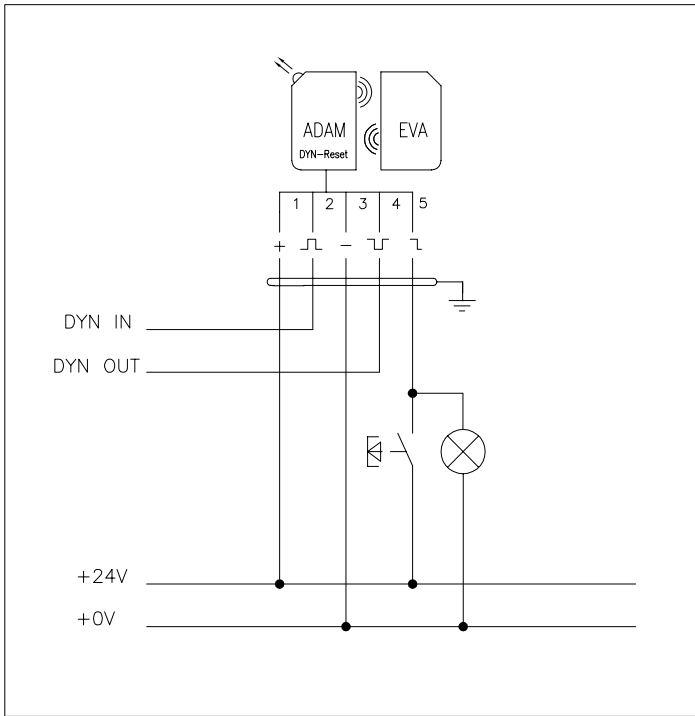 ADAM EVA
DYN-Reset
1 2 3 4 5
+ −
DYN IN
DYN OUT
+24V
+0V